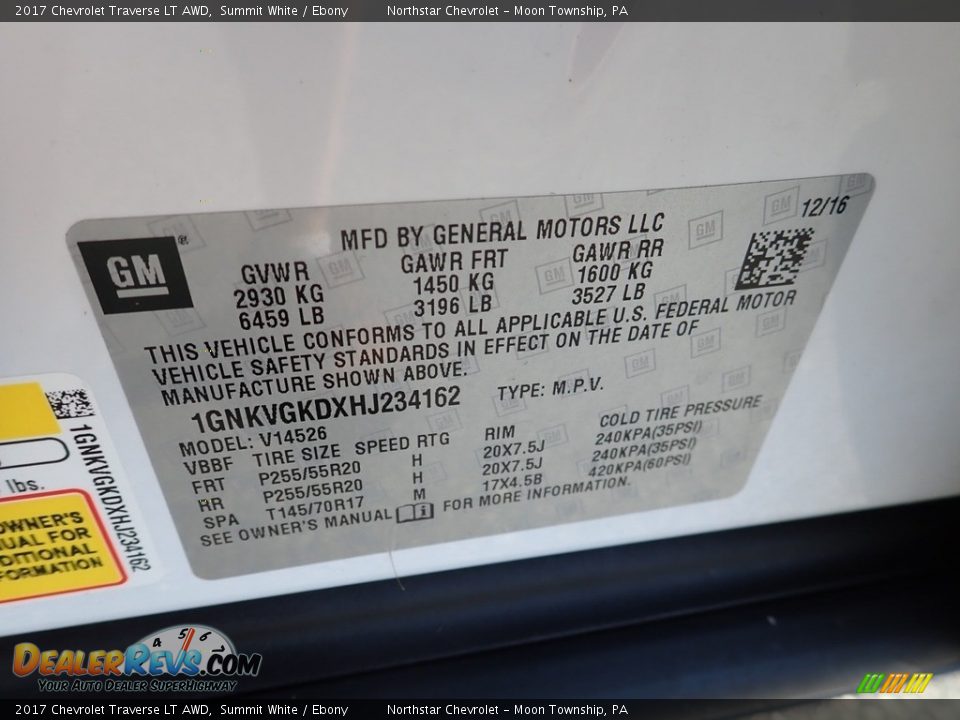 2017 Chevrolet Traverse LT AWD, Summit White / Ebony Northstar Chevrolet - Moon Township, PA
12/16
GM MFD BY GENERAL MOTORS LLC
GVWR GAWR FRT GAWR RR
2930 KG 1450 KG 1600 KG
6459 LB 3196 LB 3527 LB
THIS VEHICLE CONFORMS TO ALL APPLICABLE U.S. FEDERAL MOTOR
VEHICLE SAFETY STANDARDS IN EFFECT ON THE DATE OF
MANUFACTURE SHOWN ABOVE.
1GNKVGKDXHJ234162 TYPE: M.P.V.
MODEL: V14526
VBBF TIRE SIZE SPEED RTG RIM COLD TIRE PRESSURE
FRT P255/55R20 H 20X7.5J 240KPA(35PSI)
RR P255/55R20 H 20X7.5J 240KPA(35PSI)
SPA T145/70R17 M 17X4.5B 420KPA(60PSI)
SEE OWNER'S MANUAL FOR MORE INFORMATION.
1GNKVGKDXHJ234162
lbs.
OWNER'S
UAL FOR
DITIONAL
FORMATION
4 5 6
DEALERREVS.COM
YOUR AUTO DEALER SUPERHIGHWAY
2017 Chevrolet Traverse LT AWD, Summit White / Ebony Northstar Chevrolet - Moon Township, PA